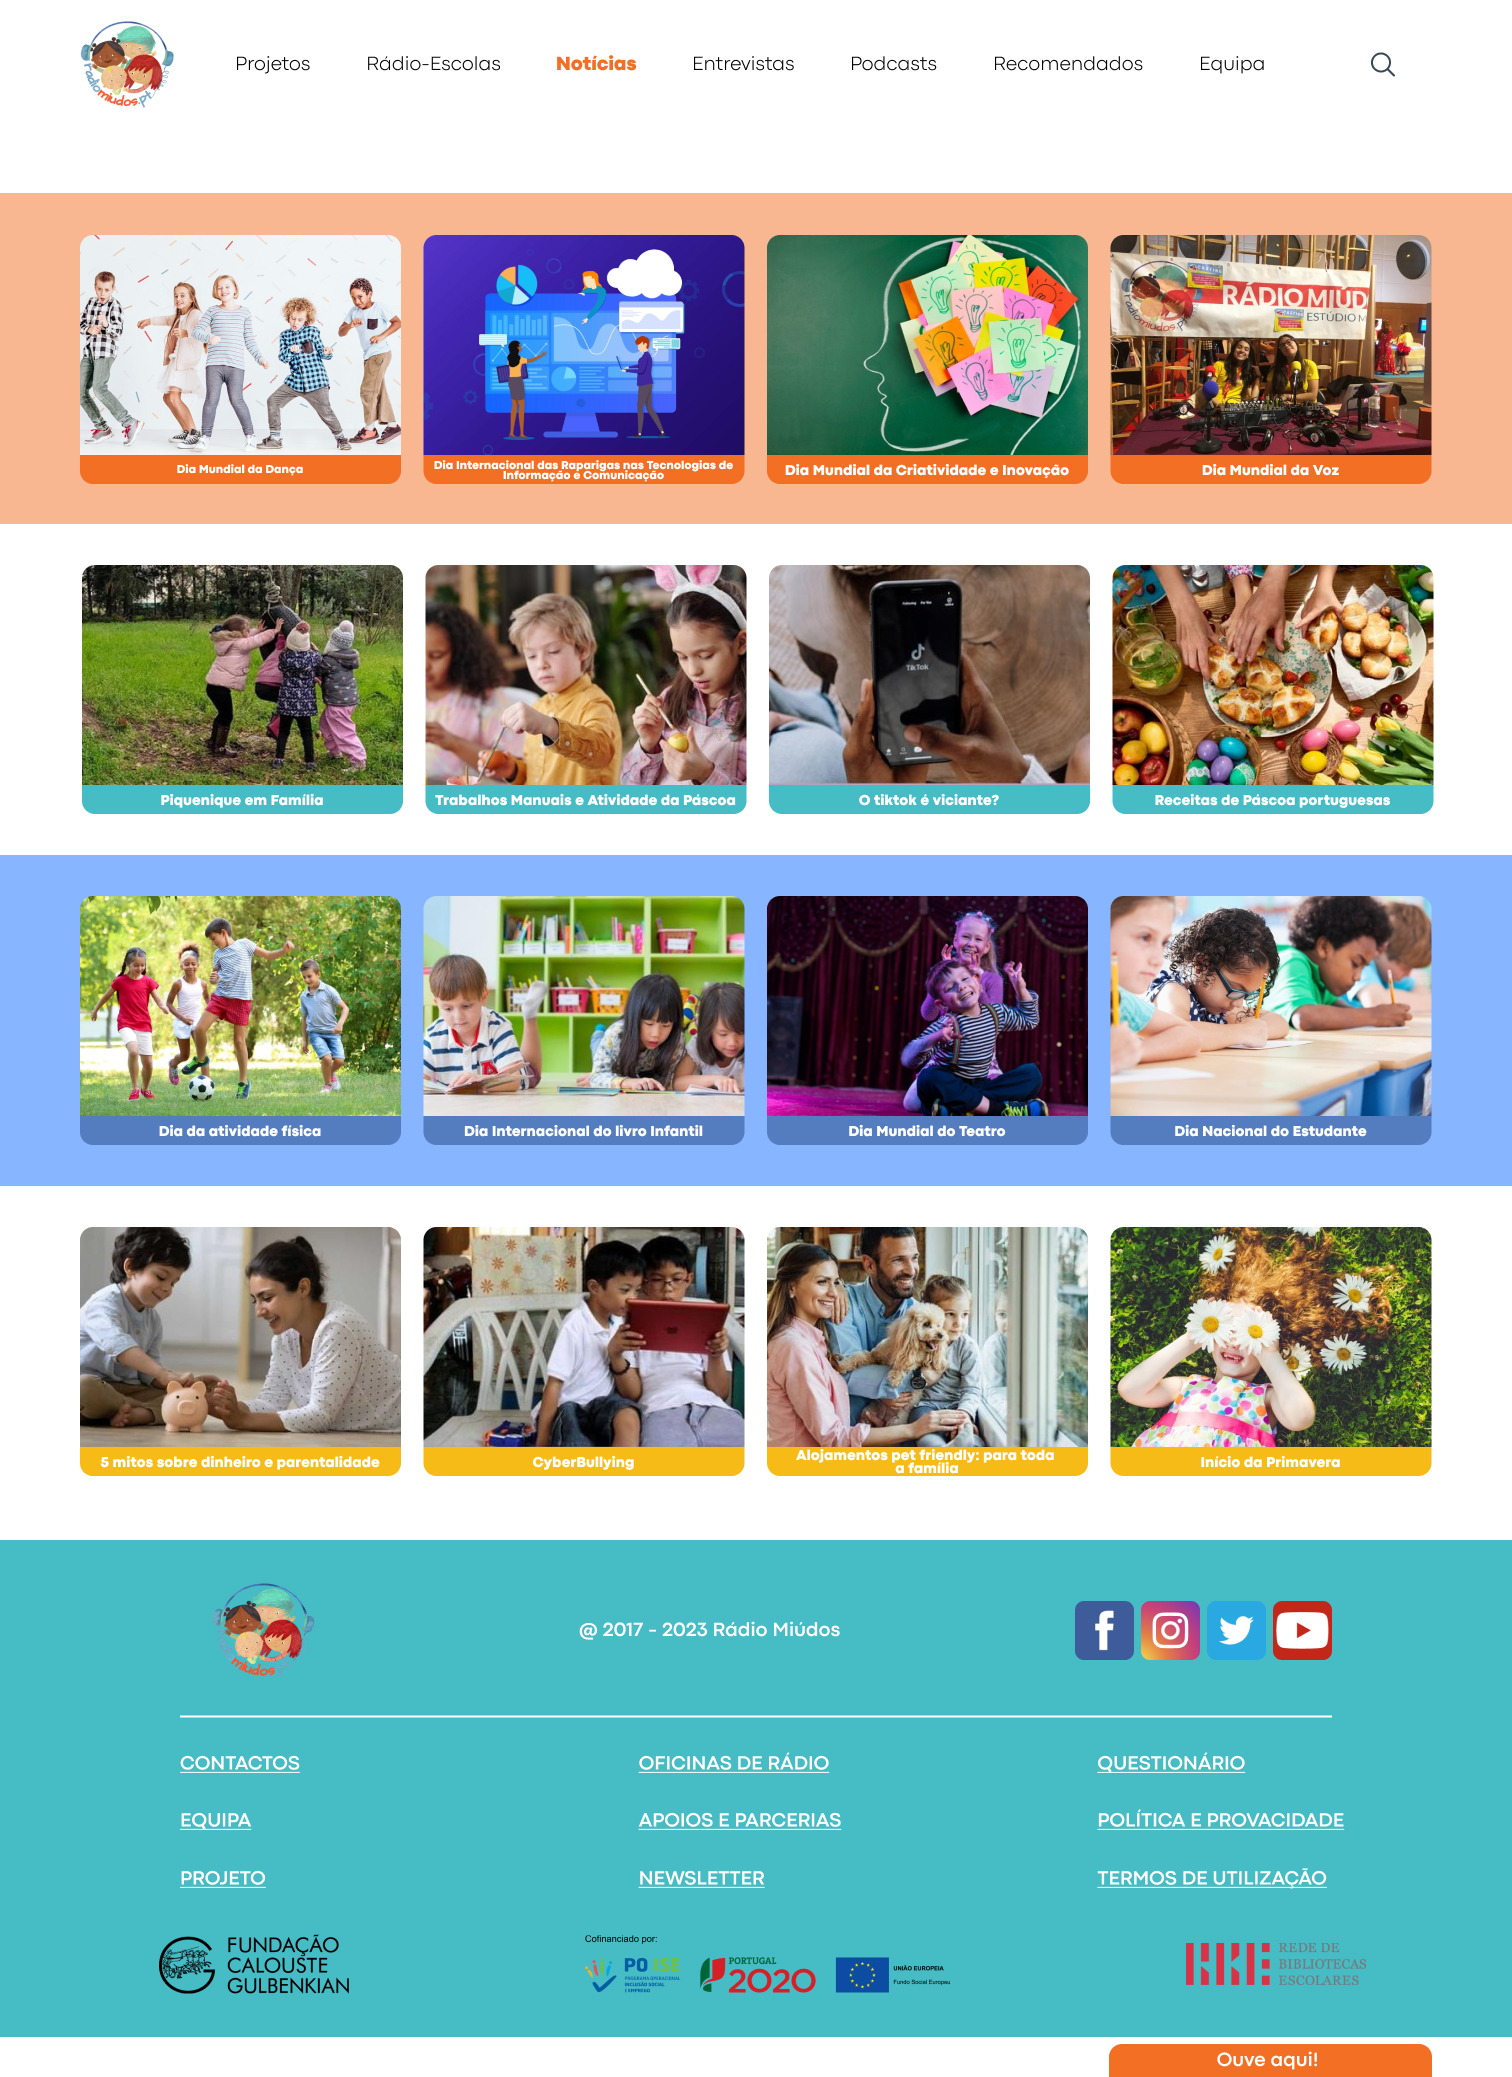 radiomiudos.pt
Projetos
Rádio-Escolas
Notícias
Entrevistas
Podcasts
Recomendados
Equipa
RÁDIO MIÚD
ESTÚDIO M
radiomiudos.pt
Dia Mundial da Dança
Dia Internacional das Raparigas nas Tecnologias de
Informação e Comunicação
Dia Mundial da Criatividade e Inovação
Dia Mundial da Voz
TikTok
Piquenique em Família
Trabalhos Manuais e Atividade da Páscoa
O tiktok é viciante?
Receitas de Páscoa portuguesas
Dia da atividade física
Dia Internacional do livro Infantil
Dia Mundial do Teatro
Dia Nacional do Estudante
5 mitos sobre dinheiro e parentalidade
CyberBullying
Alojamentos pet friendly: para toda
a família
Início da Primavera
miudos
@ 2017 - 2023 Rádio Miúdos
CONTACTOS
OFICINAS DE RÁDIO
QUESTIONÁRIO
EQUIPA
APOIOS E PARCERIAS
POLÍTICA E PROVACIDADE
PROJETO
NEWSLETTER
TERMOS DE UTILIZAÇÃO
FUNDAÇÃO
CALOUSTE
GULBENKIAN
Cofinanciado por:
PO ISE
PROGRAMA OPERACIONAL
INCLUSÃO SOCIAL
E EMPREGO
PORTUGAL
2020
UNIÃO EUROPEIA
Fundo Social Europeu
REDE DE
BIBLIOTECAS
ESCOLARES
Ouve aqui!